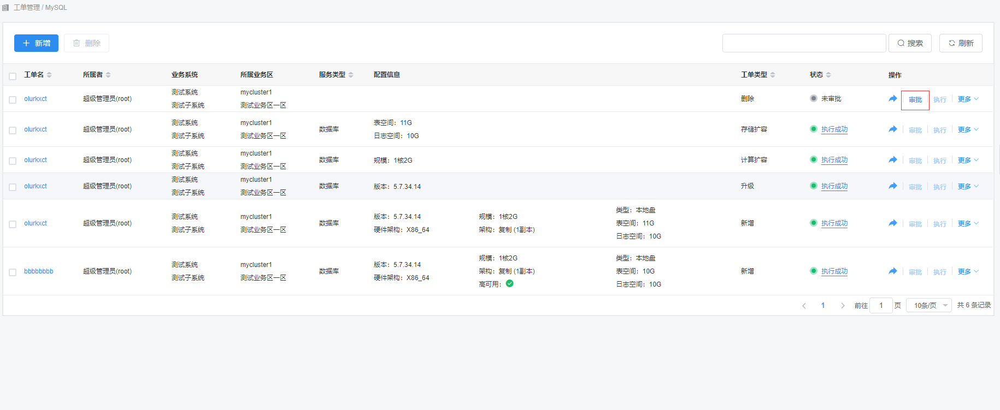 工单管理 / MySQL
新增 删除 搜索 刷新
工单名 所属者 业务系统 所属业务区 服务类型 配置信息 工单类型 状态 操作
olurkxct 超级管理员(root) 测试系统 测试子系统 mycluster1 测试业务区一区 删除 未审批 审批 执行 更多
olurkxct 超级管理员(root) 测试系统 测试子系统 mycluster1 测试业务区一区 数据库 表空间：11G 日志空间：10G 存储扩容 执行成功 审批 执行 更多
olurkxct 超级管理员(root) 测试系统 测试子系统 mycluster1 测试业务区一区 数据库 规模：1核2G 计算扩容 执行成功 审批 执行 更多
olurkxct 超级管理员(root) 测试系统 测试子系统 mycluster1 测试业务区一区 数据库 版本：5.7.34.14 升级 执行成功 审批 执行 更多
olurkxct 超级管理员(root) 测试系统 测试子系统 mycluster1 测试业务区一区 数据库 版本：5.7.34.14 硬件架构：X86_64 规模：1核2G 架构：复制 (1副本) 类型：本地盘 表空间：11G 日志空间：10G 新增 执行成功 审批 执行 更多
bbbbbbbb 超级管理员(root) 测试系统 测试子系统 mycluster1 测试业务区一区 数据库 版本：5.7.34.14 硬件架构：X86_64 规模：1核2G 架构：复制 (1副本) 高可用： 类型：本地盘 表空间：10G 日志空间：10G 新增 执行成功 审批 执行 更多
1 前往 1 页 10条/页 共 6 条记录